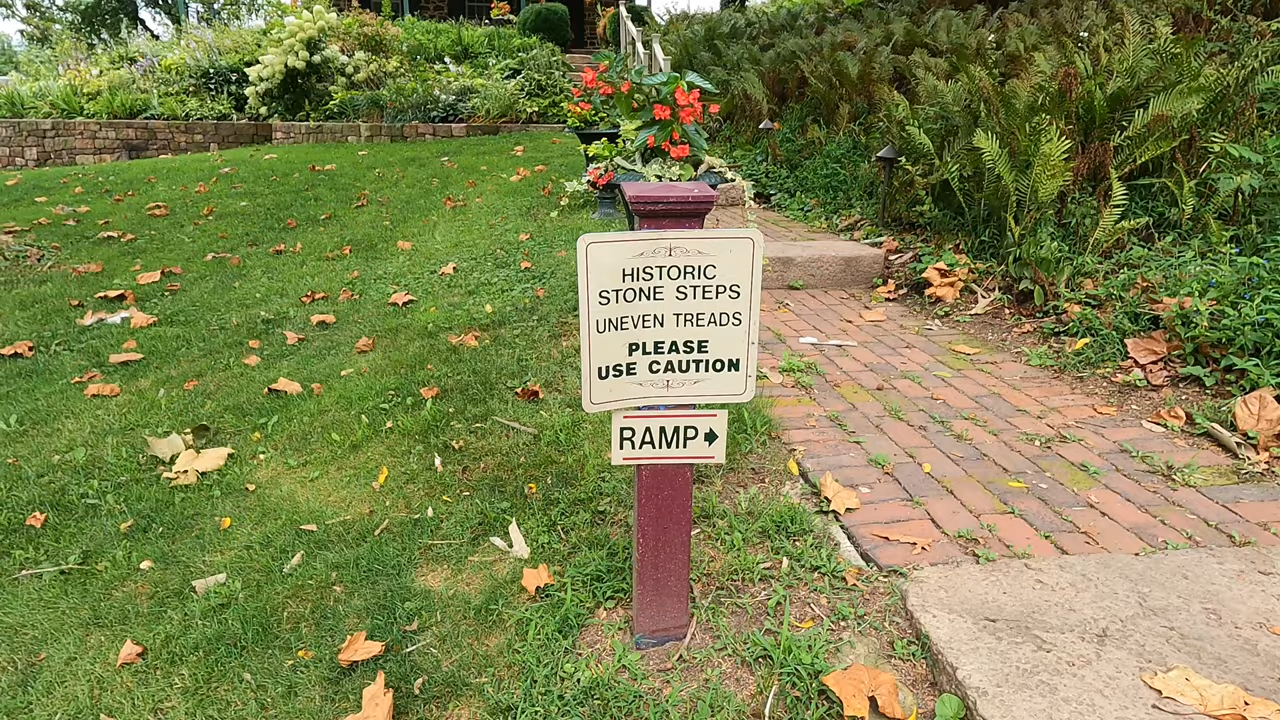 HISTORIC
STONE STEPS
UNEVEN TREADS
PLEASE
USE CAUTION
RAMP